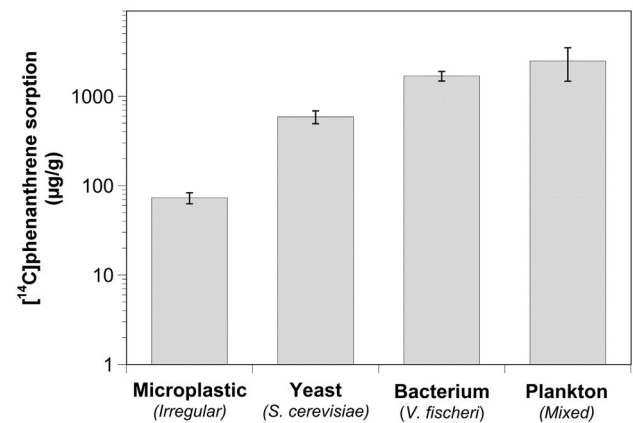 [¹⁴C]phenanthrene sorption
(µg/g)
1000
100
10
1
Microplastic Yeast Bacterium Plankton
(Irregular) (S. cerevisiae) (V. fischeri) (Mixed)